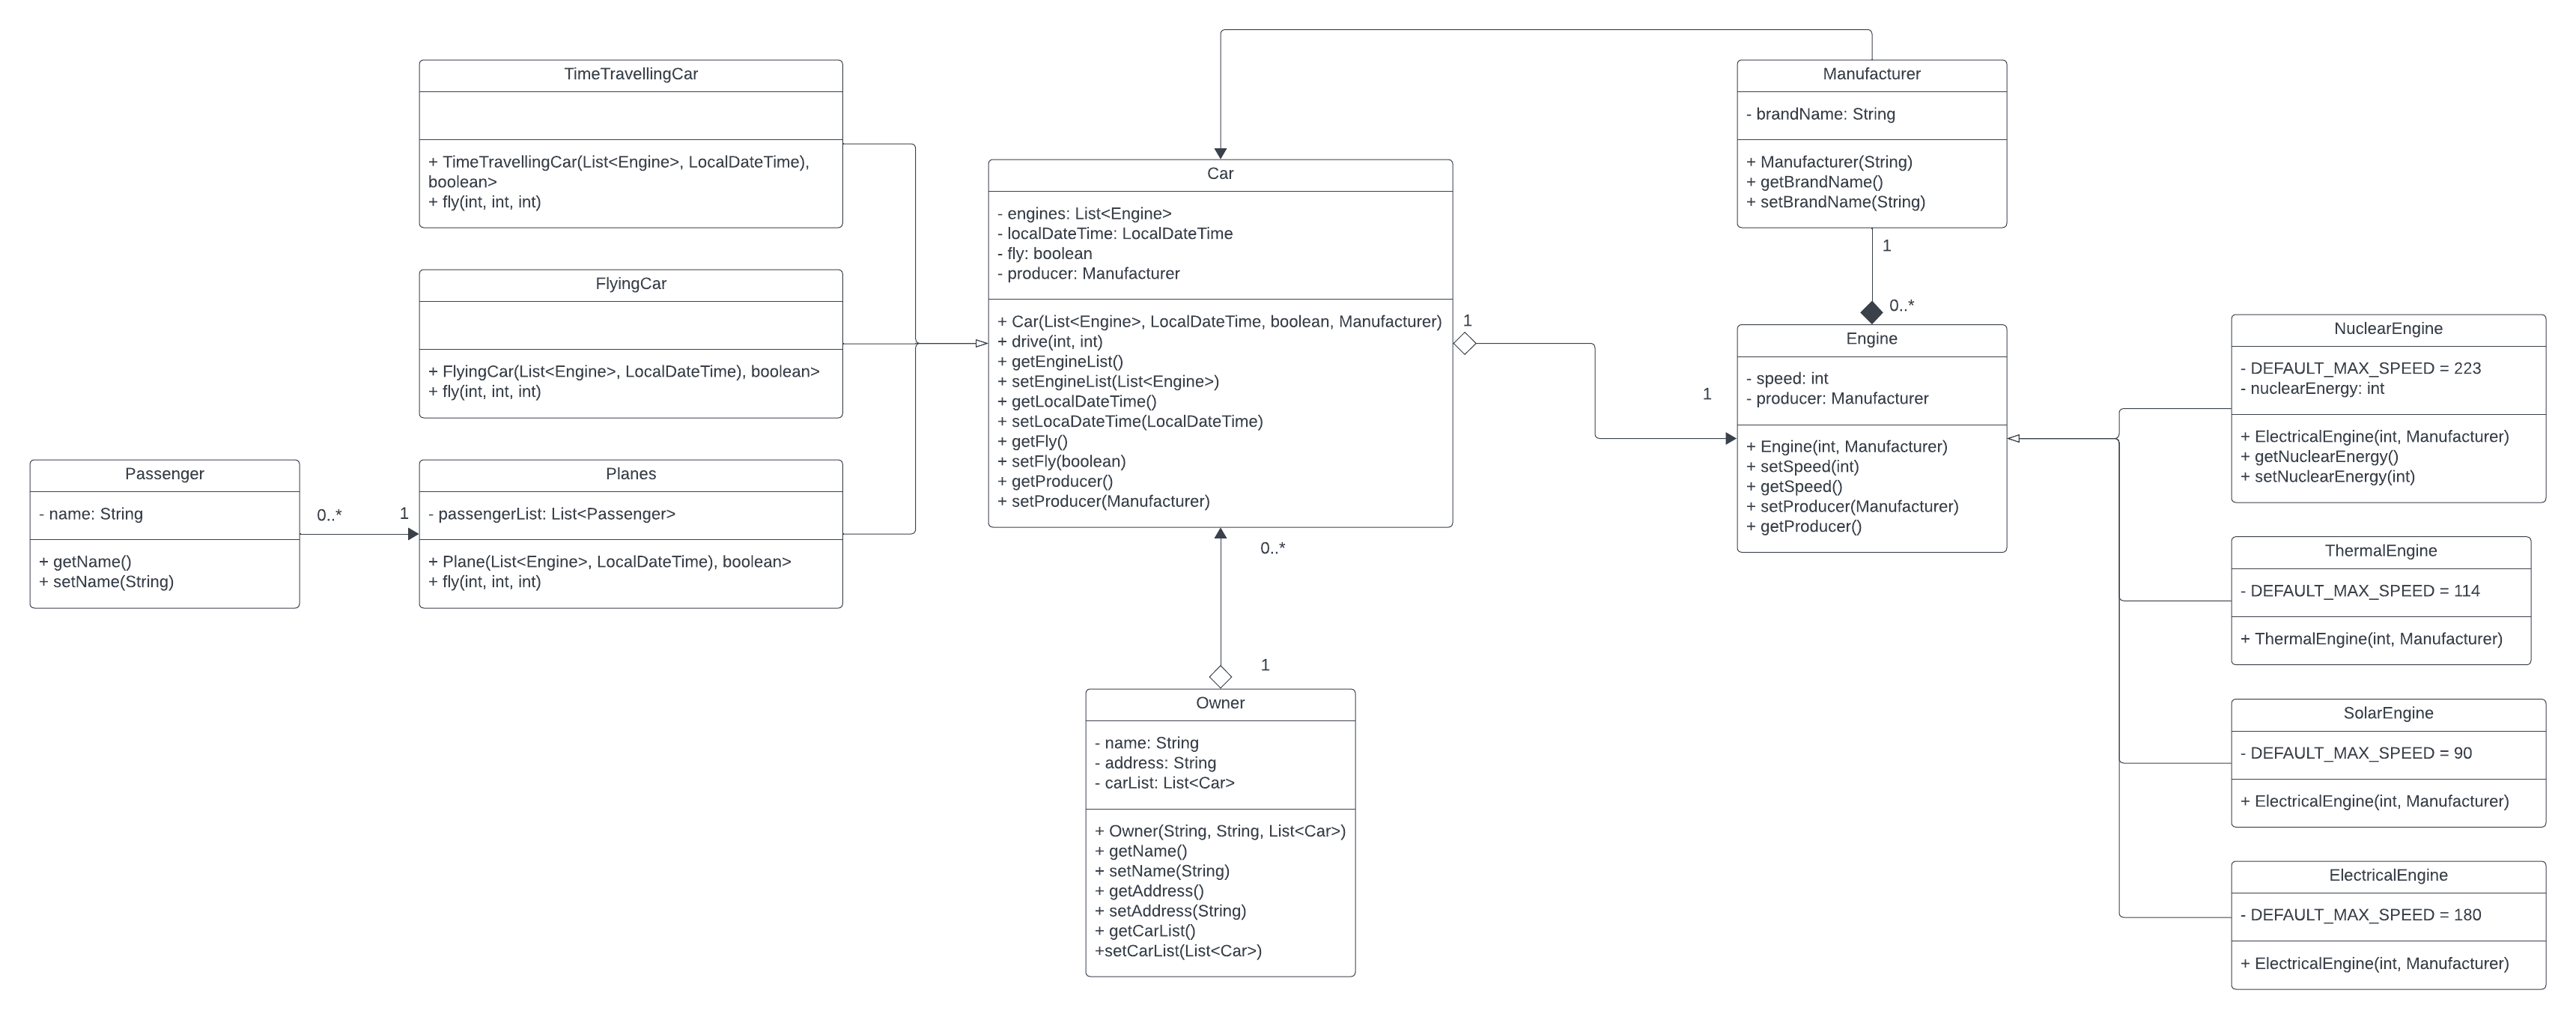 TimeTravellingCar
+ TimeTravellingCar(List<Engine>, LocalDateTime),
boolean>
+ fly(int, int, int)
FlyingCar
+ FlyingCar(List<Engine>, LocalDateTime), boolean>
+ fly(int, int, int)
Passenger
- name: String
+ getName()
+ setName(String)
0..*
1
Planes
- passengerList: List<Passenger>
+ Plane(List<Engine>, LocalDateTime), boolean>
+ fly(int, int, int)
Car
- engines: List<Engine>
- localDateTime: LocalDateTime
- fly: boolean
- producer: Manufacturer
+ Car(List<Engine>, LocalDateTime, boolean, Manufacturer)
+ drive(int, int)
+ getEngineList()
+ setEngineList(List<Engine>)
+ getLocalDateTime()
+ setLocaDateTime(LocalDateTime)
+ getFly()
+ setFly(boolean)
+ getProducer()
+ setProducer(Manufacturer)
0..*
1
Owner
- name: String
- address: String
- carList: List<Car>
+ Owner(String, String, List<Car>)
+ getName()
+ setName(String)
+ getAddress()
+ setAddress(String)
+ getCarList()
+setCarList(List<Car>)
1
1
Manufacturer
- brandName: String
+ Manufacturer(String)
+ getBrandName()
+ setBrandName(String)
1
0..*
Engine
- speed: int
- producer: Manufacturer
+ Engine(int, Manufacturer)
+ setSpeed(int)
+ getSpeed()
+ setProducer(Manufacturer)
+ getProducer()
NuclearEngine
- DEFAULT_MAX_SPEED = 223
- nuclearEnergy: int
+ ElectricalEngine(int, Manufacturer)
+ getNuclearEnergy()
+ setNuclearEnergy(int)
ThermalEngine
- DEFAULT_MAX_SPEED = 114
+ ThermalEngine(int, Manufacturer)
SolarEngine
- DEFAULT_MAX_SPEED = 90
+ ElectricalEngine(int, Manufacturer)
ElectricalEngine
- DEFAULT_MAX_SPEED = 180
+ ElectricalEngine(int, Manufacturer)